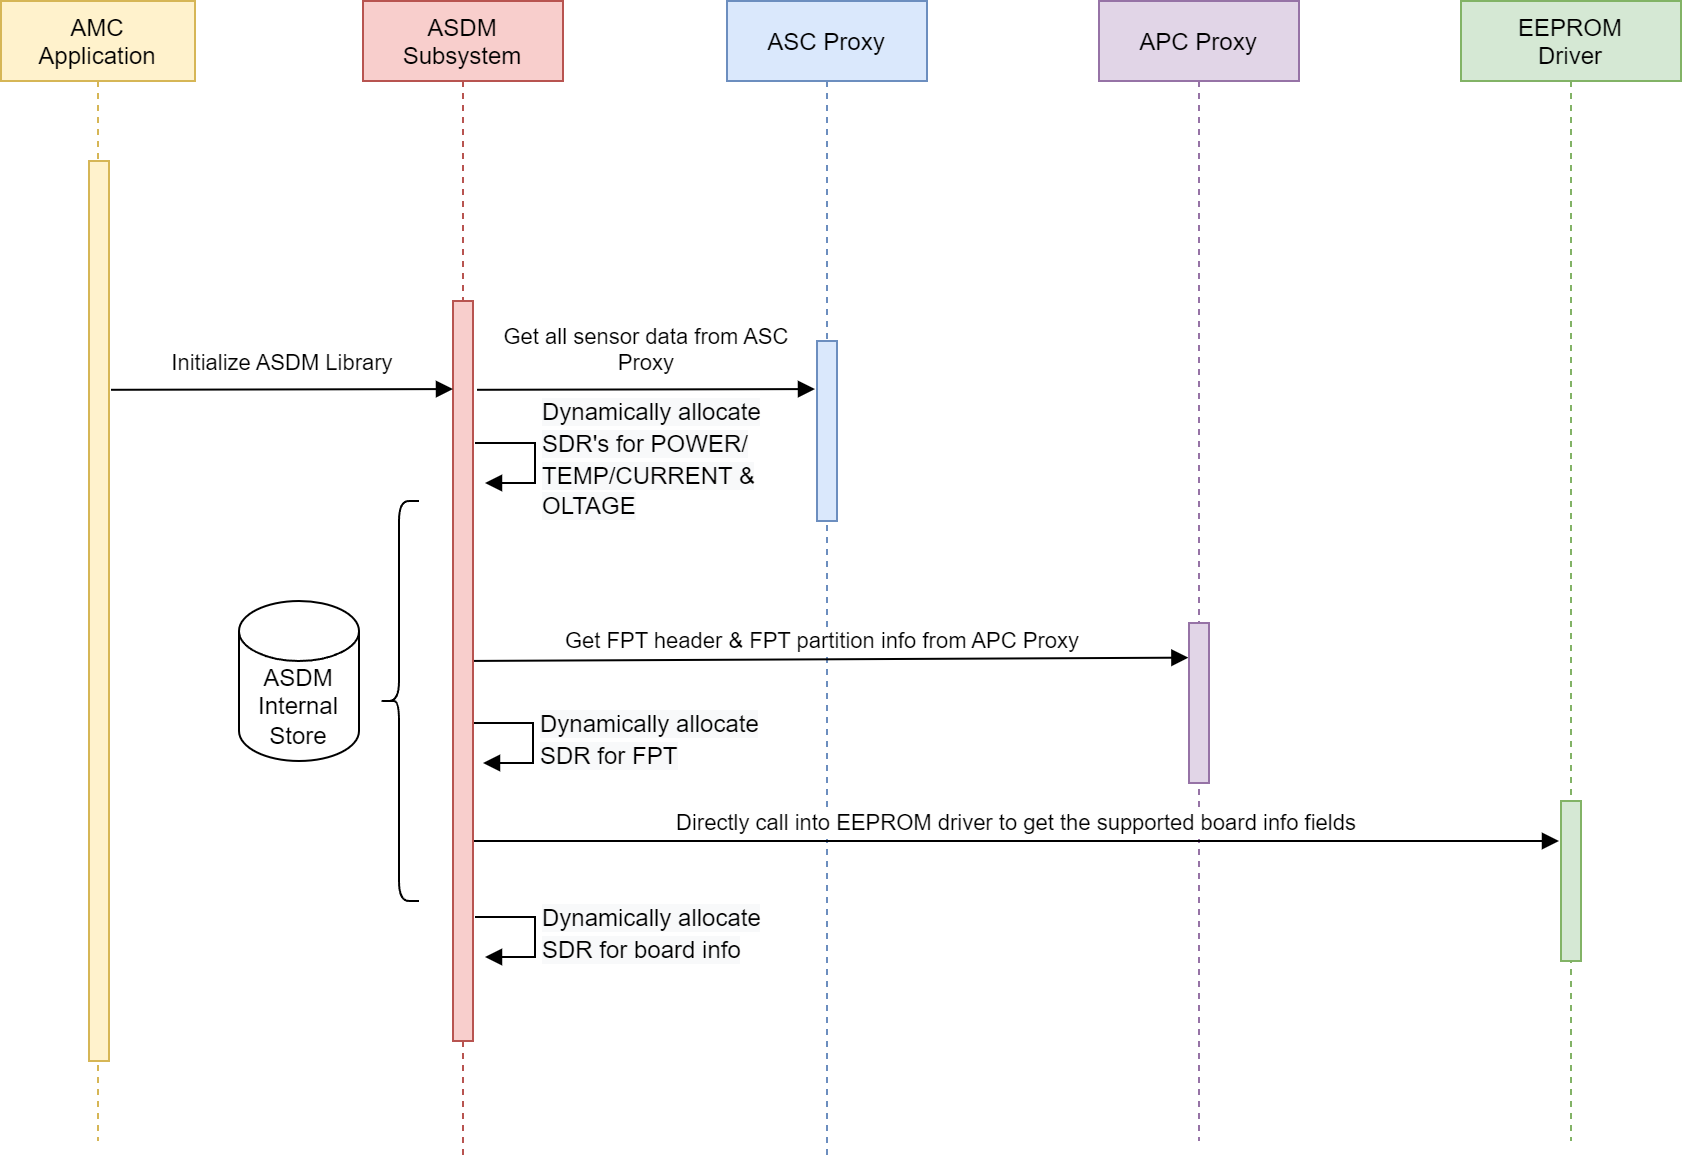 AMC
Application
ASDM
Subsystem
ASC Proxy
APC Proxy
EEPROM
Driver
Initialize ASDM Library
Get all sensor data from ASC
Proxy
Dynamically allocate
SDR's for POWER/
TEMP/CURRENT &
OLTAGE
ASDM
Internal
Store
Get FPT header & FPT partition info from APC Proxy
Dynamically allocate
SDR for FPT
Directly call into EEPROM driver to get the supported board info fields
Dynamically allocate
SDR for board info